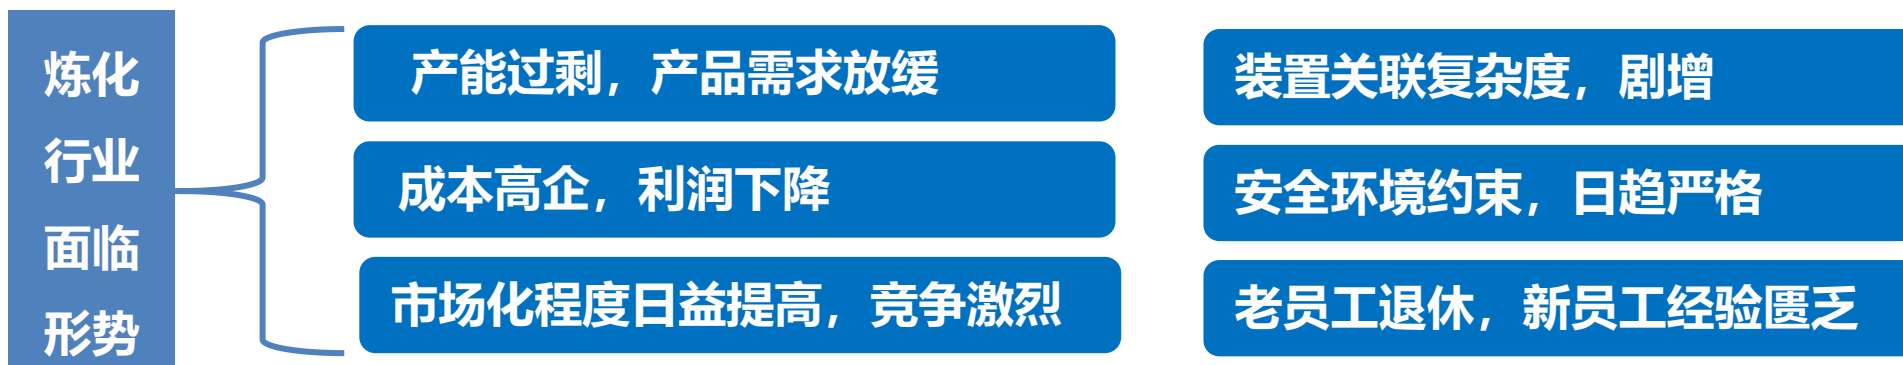 炼化
行业
面临
形势
产能过剩，产品需求放缓
成本高企，利润下降
市场化程度日益提高，竞争激烈
装置关联复杂度，剧增
安全环境约束，日趋严格
老员工退休，新员工经验匮乏